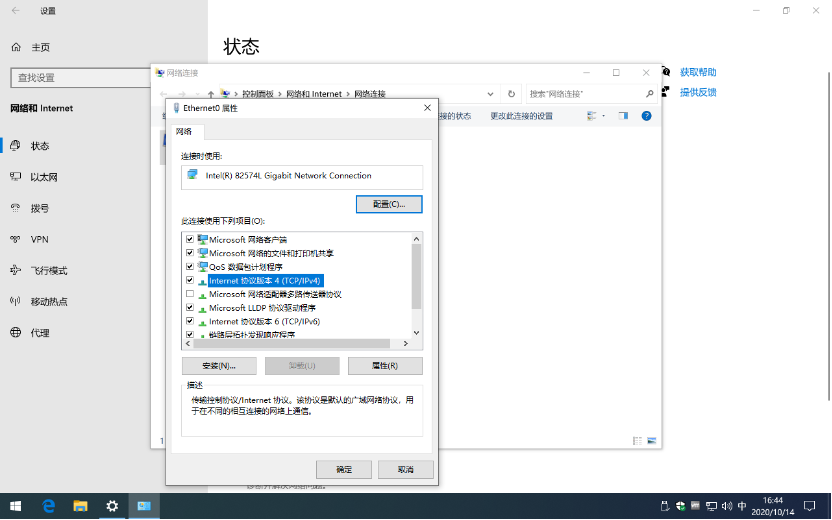 设置
主页
查找设置
网络和 Internet
状态
以太网
拨号
VPN
飞行模式
移动热点
代理
状态
获取帮助
提供反馈
网络连接
控制面板 › 网络和 Internet › 网络连接
搜索"网络连接"
接的状态
更改此连接的设置
Ethernet0 属性
网络
连接时使用:
Intel(R) 82574L Gigabit Network Connection
配置(C)...
此连接使用下列项目(O):
Microsoft 网络客户端
Microsoft 网络的文件和打印机共享
QoS 数据包计划程序
Internet 协议版本 4 (TCP/IPv4)
Microsoft 网络适配器多路传送器协议
Microsoft LLDP 协议驱动程序
Internet 协议版本 6 (TCP/IPv6)
链路层拓扑发现响应程序
安装(N)...
卸载(U)
属性(R)
描述
传输控制协议/Internet 协议。该协议是默认的广域网络协议，用
于在不同的相互连接的网络上通信。
确定
取消
1
中
16:44
2020/10/14